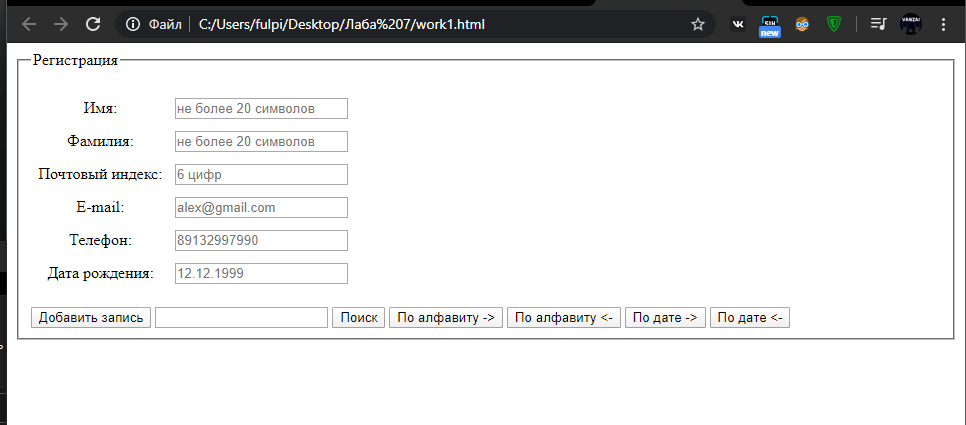 Файл C:/Users/fulpi/Desktop/Лаба%207/work1.html
new
VANZAI
Регистрация
Имя: не более 20 символов
Фамилия: не более 20 символов
Почтовый индекс: 6 цифр
E-mail: alex@gmail.com
Телефон: 89132997990
Дата рождения: 12.12.1999
Добавить запись Поиск По алфавиту -> По алфавиту <- По дате -> По дате <-